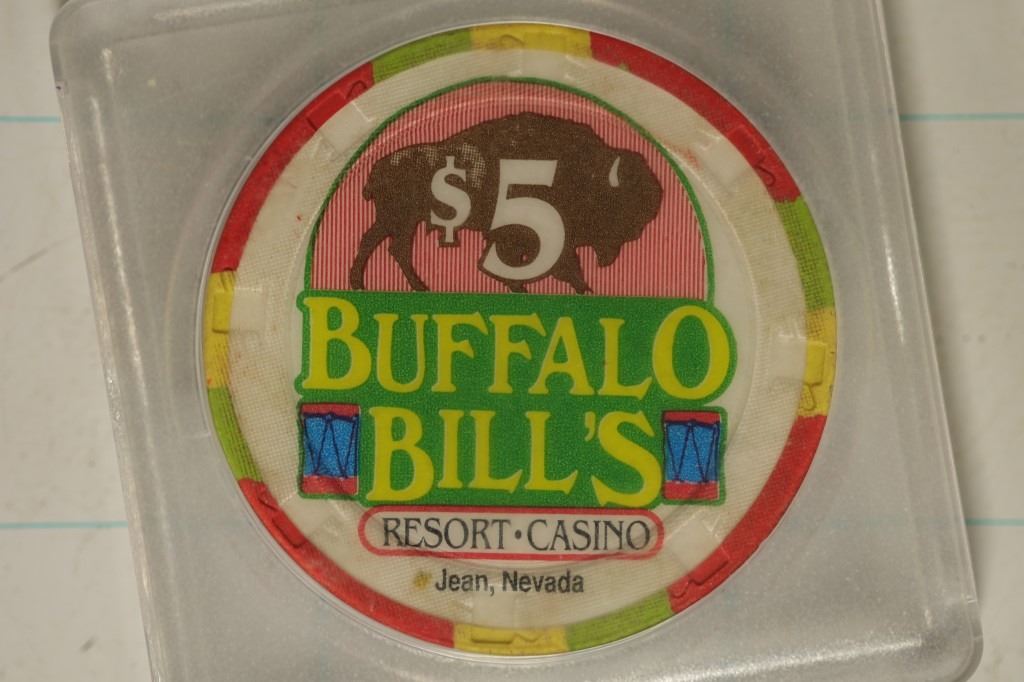 $5
BUFFALO
BILL'S
RESORT • CASINO
Jean, Nevada